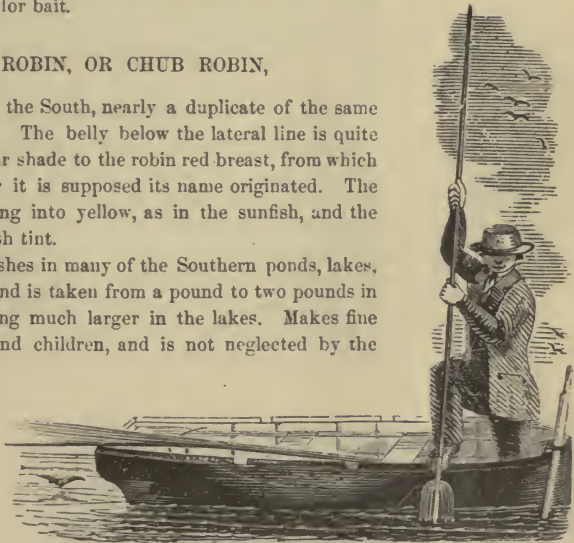 for bait.
ROBIN, OR CHUB ROBIN,
the South, nearly a duplicate of the same
The belly below the lateral line is quite
r shade to the robin red breast, from which
it is supposed its name originated. The
ng into yellow, as in the sunfish, and the
sh tint.
shes in many of the Southern ponds, lakes,
nd is taken from a pound to two pounds in
ng much larger in the lakes. Makes fine
nd children, and is not neglected by the